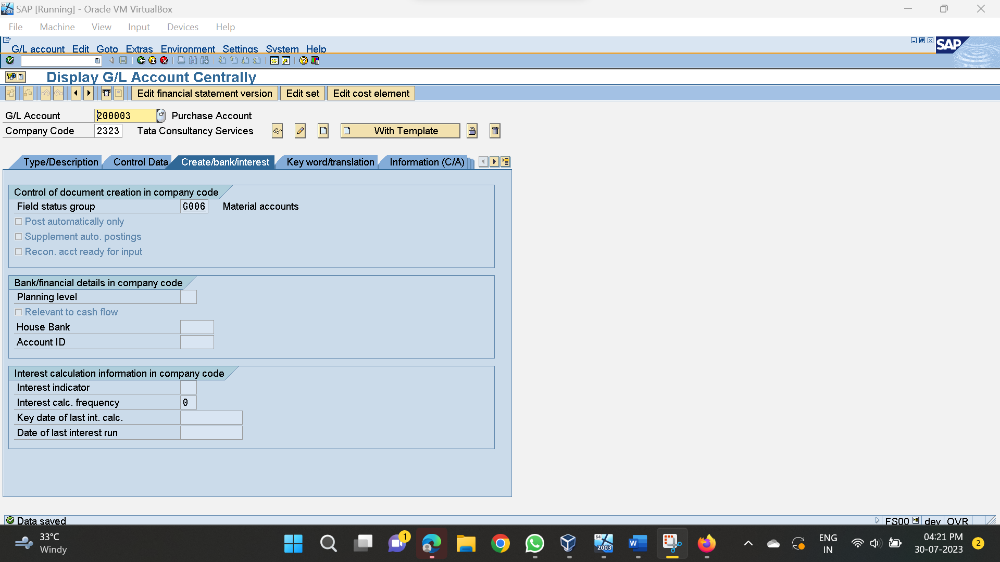 SAP [Running] - Oracle VM VirtualBox
File Machine View Input Devices Help
G/L account Edit Goto Extras Environment Settings System Help
SAP
Display G/L Account Centrally
Edit financial statement version Edit set Edit cost element
G/L Account 200003 Purchase Account
Company Code 2323 Tata Consultancy Services With Template
Type/Description Control Data Create/bank/interest Key word/translation Information (C/A)
Control of document creation in company code
Field status group G006 Material accounts
Post automatically only
Supplement auto. postings
Recon. acct ready for input
Bank/financial details in company code
Planning level
Relevant to cash flow
House Bank
Account ID
Interest calculation information in company code
Interest indicator
Interest calc. frequency 0
Key date of last int. calc.
Date of last interest run
Data saved FS00 dev OVR
33°C
Windy
1
64
2003
W
ENG
IN
04:21 PM
30-07-2023
2